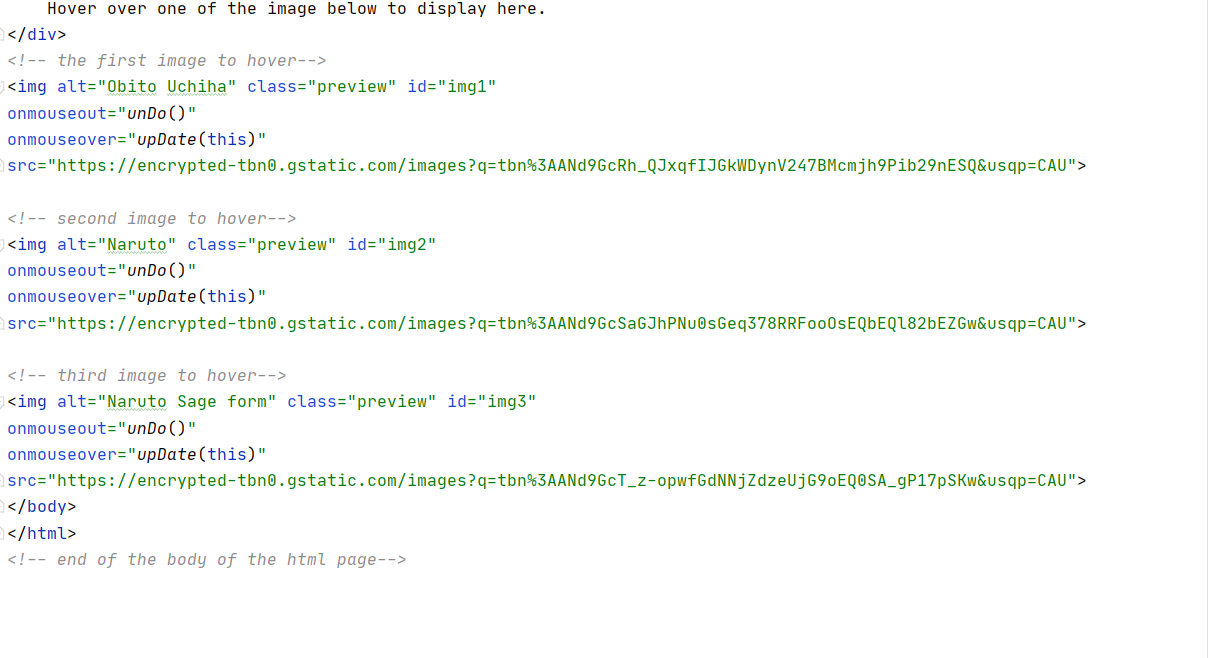 Hover over one of the image below to display here.
</div>
<!-- the first image to hover-->
<img alt="Obito Uchiha" class="preview" id="img1"
onmouseout="unDo()"
onmouseover="upDate(this)"
src="https://encrypted-tbn0.gstatic.com/images?q=tbn%3AANd9GcRh_QJxqfIJGkWDynV247BMcmjh9Pib29nESQ&usqp=CAU">
<!-- second image to hover-->
<img alt="Naruto" class="preview" id="img2"
onmouseout="unDo()"
onmouseover="upDate(this)"
src="https://encrypted-tbn0.gstatic.com/images?q=tbn%3AANd9GcSaGJhPNu0sGeq378RRFooOsEQbEQl82bEZGw&usqp=CAU">
<!-- third image to hover-->
<img alt="Naruto Sage form" class="preview" id="img3"
onmouseout="unDo()"
onmouseover="upDate(this)"
src="https://encrypted-tbn0.gstatic.com/images?q=tbn%3AANd9GcT_z-opwfGdNNjZdzeUjG9oEQ0SA_gP17pSKw&usqp=CAU">
</body>
</html>
<!-- end of the body of the html page-->